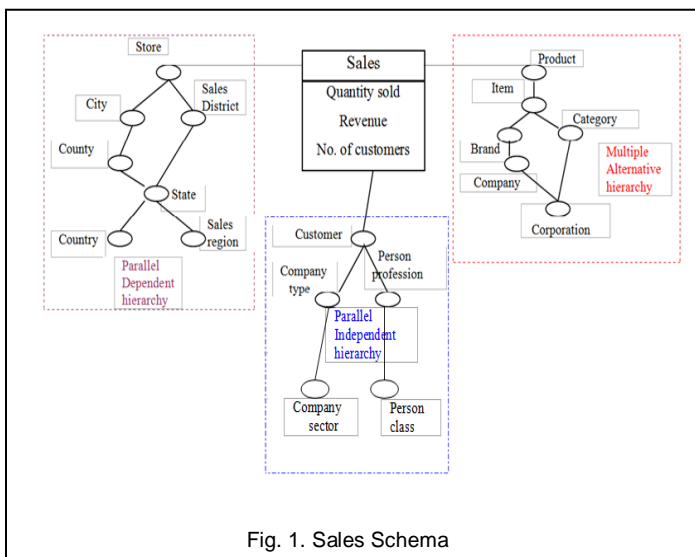 Store
City
Sales
District
County
State
Country
Sales
region
Parallel
Dependent
hierarchy
Sales
Quantity sold
Revenue
No. of customers
Customer
Company
type
Person
profession
Parallel
Independent
hierarchy
Company
sector
Person
class
Product
Item
Category
Brand
Company
Multiple
Alternative
hierarchy
Corporation
Fig. 1. Sales Schema